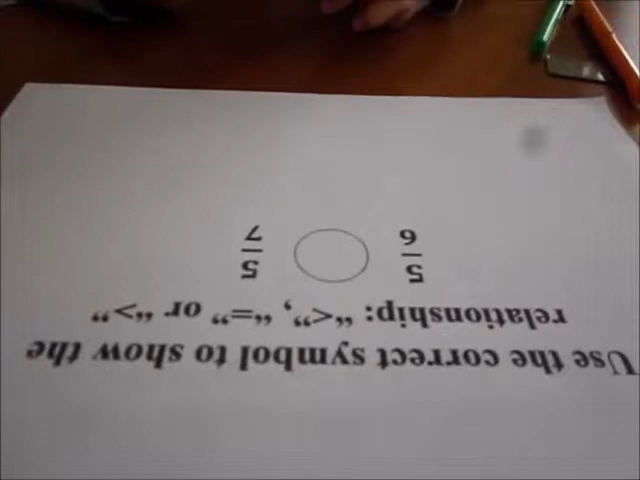 Use the correct symbol to show the
relationship: “<”, “=” or “>”
5 5
6 7